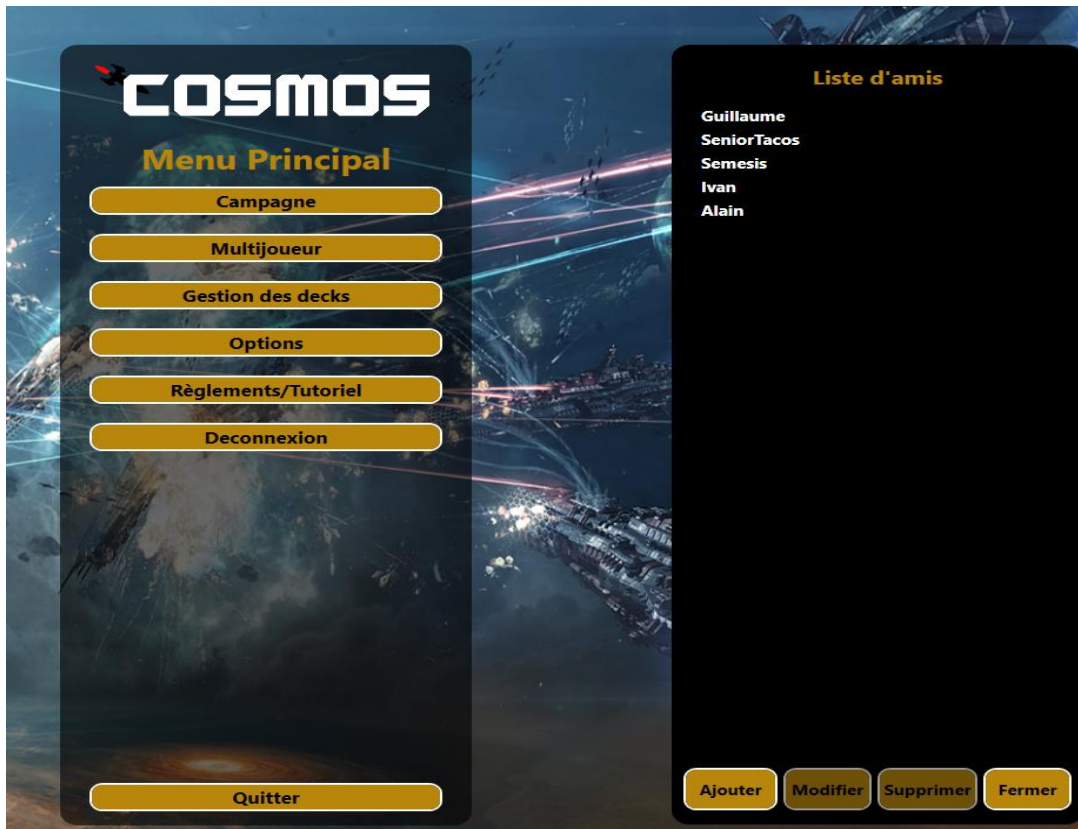 COSMOS
Menu Principal
Campagne
Multijoueur
Gestion des decks
Options
Règlements/Tutoriel
Deconnexion
Quitter
Liste d'amis
Guillaume
SeniorTacos
Semesis
Ivan
Alain
Ajouter Modifier Supprimer Fermer